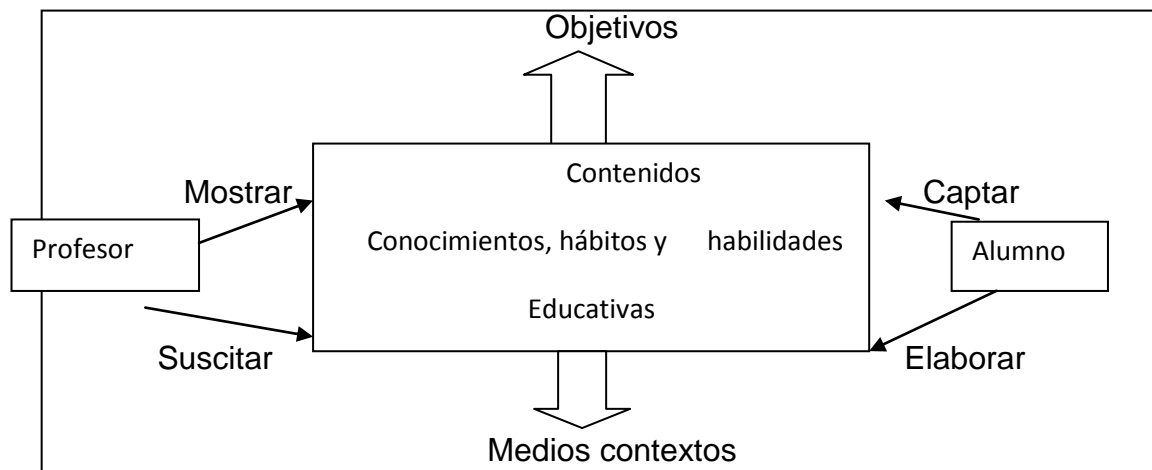 Objetivos
Contenidos
Mostrar
Captar
Profesor
Conocimientos, hábitos y habilidades
Alumno
Educativas
Suscitar
Elaborar
Medios contextos